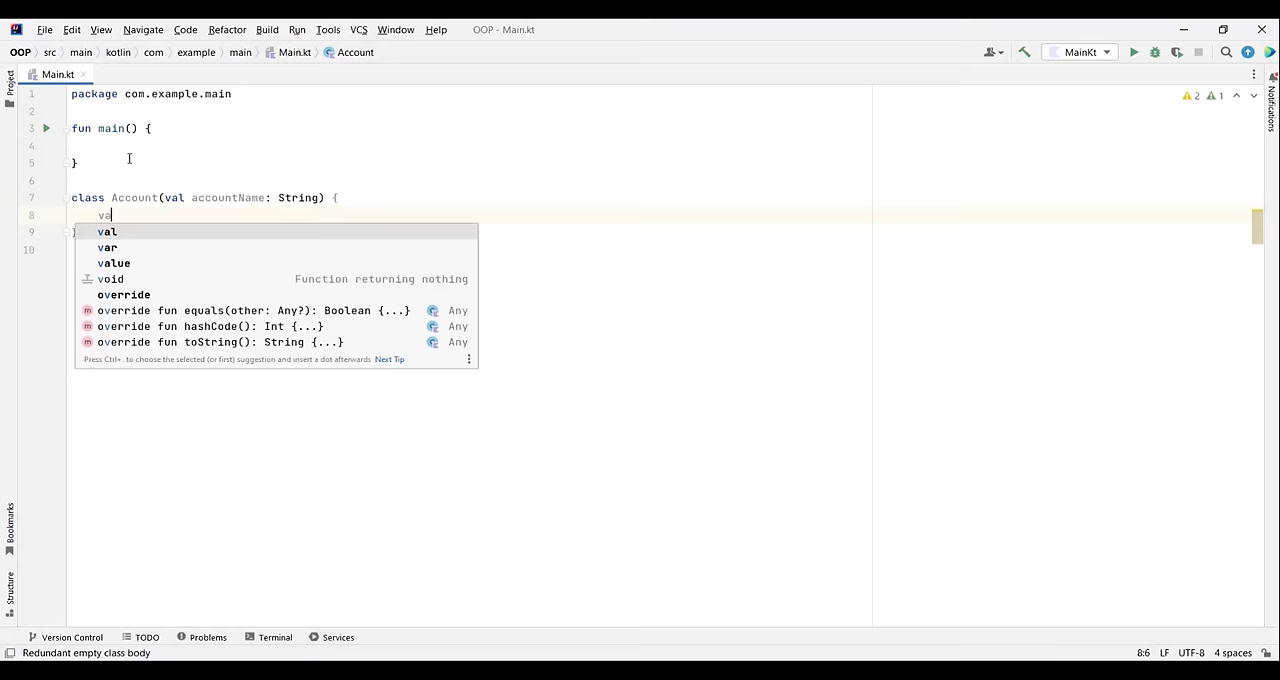 File Edit View Navigate Code Refactor Build Run Tools VCS Window Help OOP - Main.kt
OOP src main kotlin com example main Main.kt Account MainKt
Project Main.kt
1 package com.example.main 2 1
2
3 fun main() {
4
5 }
6
7 class Account(val accountName: String) {
8 va
9 }
10
val
var
value
void Function returning nothing
override
override fun equals(other: Any?): Boolean {...} Any
override fun hashCode(): Int {...} Any
override fun toString(): String {...} Any
Press Ctrl+. to choose the selected (or first) suggestion and insert a dot afterwards Next Tip
Notifications
Bookmarks
Structure
Version Control TODO Problems Terminal Services
Redundant empty class body 8:6 LF UTF-8 4 spaces